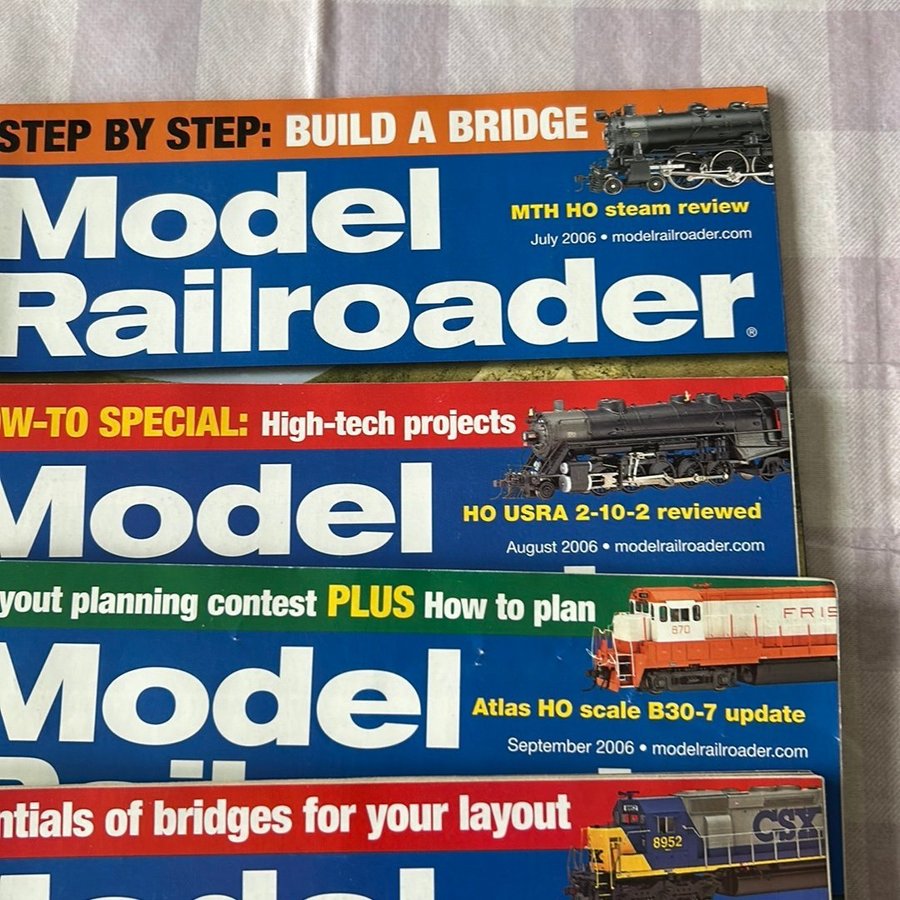 STEP BY STEP: BUILD A BRIDGE
Model
Railroader®
MTH HO steam review
July 2006 • modelrailroader.com
OW-TO SPECIAL: High-tech projects
Model
HO USRA 2-10-2 reviewed
August 2006 • modelrailroader.com
yout planning contest PLUS How to plan
670
FRIS
Model
Atlas HO scale B30-7 update
September 2006 • modelrailroader.com
ntials of bridges for your layout
8952
CSX
Model